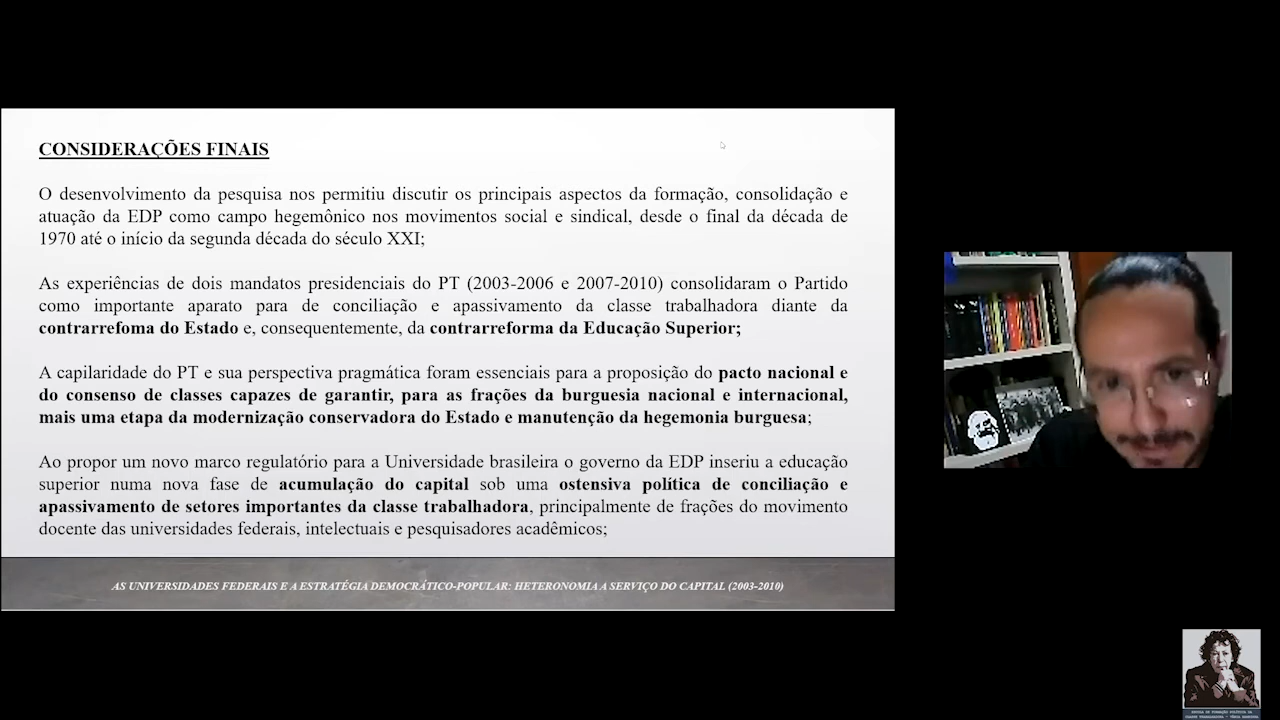 CONSIDERAÇÕES FINAIS
O desenvolvimento da pesquisa nos permitiu discutir os principais aspectos da formação, consolidação e
atuação da EDP como campo hegemônico nos movimentos social e sindical, desde o final da década de
1970 até o início da segunda década do século XXI;
As experiências de dois mandatos presidenciais do PT (2003-2006 e 2007-2010) consolidaram o Partido
como importante aparato para de conciliação e apassivamento da classe trabalhadora diante da
contrarrefoma do Estado e, consequentemente, da contrarreforma da Educação Superior;
A capilaridade do PT e sua perspectiva pragmática foram essenciais para a proposição do pacto nacional e
do consenso de classes capazes de garantir, para as frações da burguesia nacional e internacional,
mais uma etapa da modernização conservadora do Estado e manutenção da hegemonia burguesa;
Ao propor um novo marco regulatório para a Universidade brasileira o governo da EDP inseriu a educação
superior numa nova fase de acumulação do capital sob uma ostensiva política de conciliação e
apassivamento de setores importantes da classe trabalhadora, principalmente de frações do movimento
docente das universidades federais, intelectuais e pesquisadores acadêmicos;
AS UNIVERSIDADES FEDERAIS E A ESTRATÉGIA DEMOCRÁTICO-POPULAR: HETERONOMIA A SERVIÇO DO CAPITAL (2003-2010)
ESCOLA DE FORMAÇÃO POLÍTICA DA
CLASSE TRABALHADORA - VÂNIA BAMBIRRA